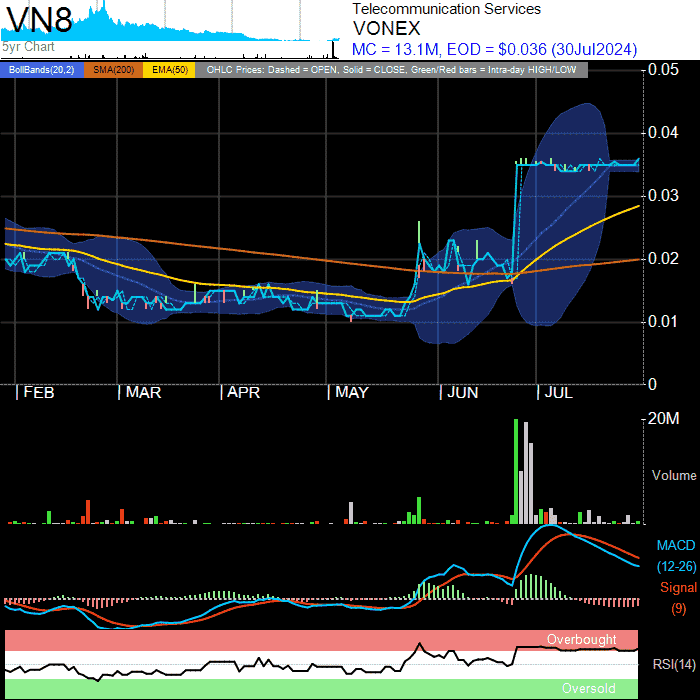 VN8
5yr Chart
Telecommunication Services
VONEX
MC = 13.1M, EOD = $0.036 (30Jul2024)
BollBands(20,2) SMA(200) EMA(50) OHLC Prices: Dashed = OPEN, Solid = CLOSE, Green/Red bars = Intra-day HIGH/LOW
0.05
0.04
0.03
0.02
0.01
0
FEB MAR APR MAY JUN JUL
20M
Volume
MACD
(12-26)
Signal
(9)
Overbought
RSI(14)
Oversold